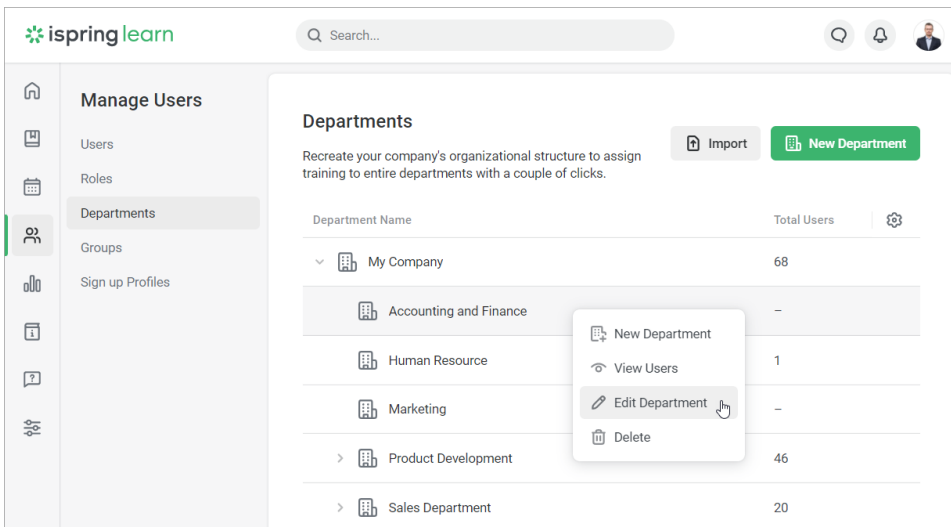 ispring learn
Search...
Manage Users
Users
Roles
Departments
Groups
Sign up Profiles
Departments
Recreate your company's organizational structure to assign
training to entire departments with a couple of clicks.
Import
New Department
Department Name
Total Users
My Company
68
Accounting and Finance
–
Human Resource
1
Marketing
–
Product Development
46
Sales Department
20
New Department
View Users
Edit Department
Delete